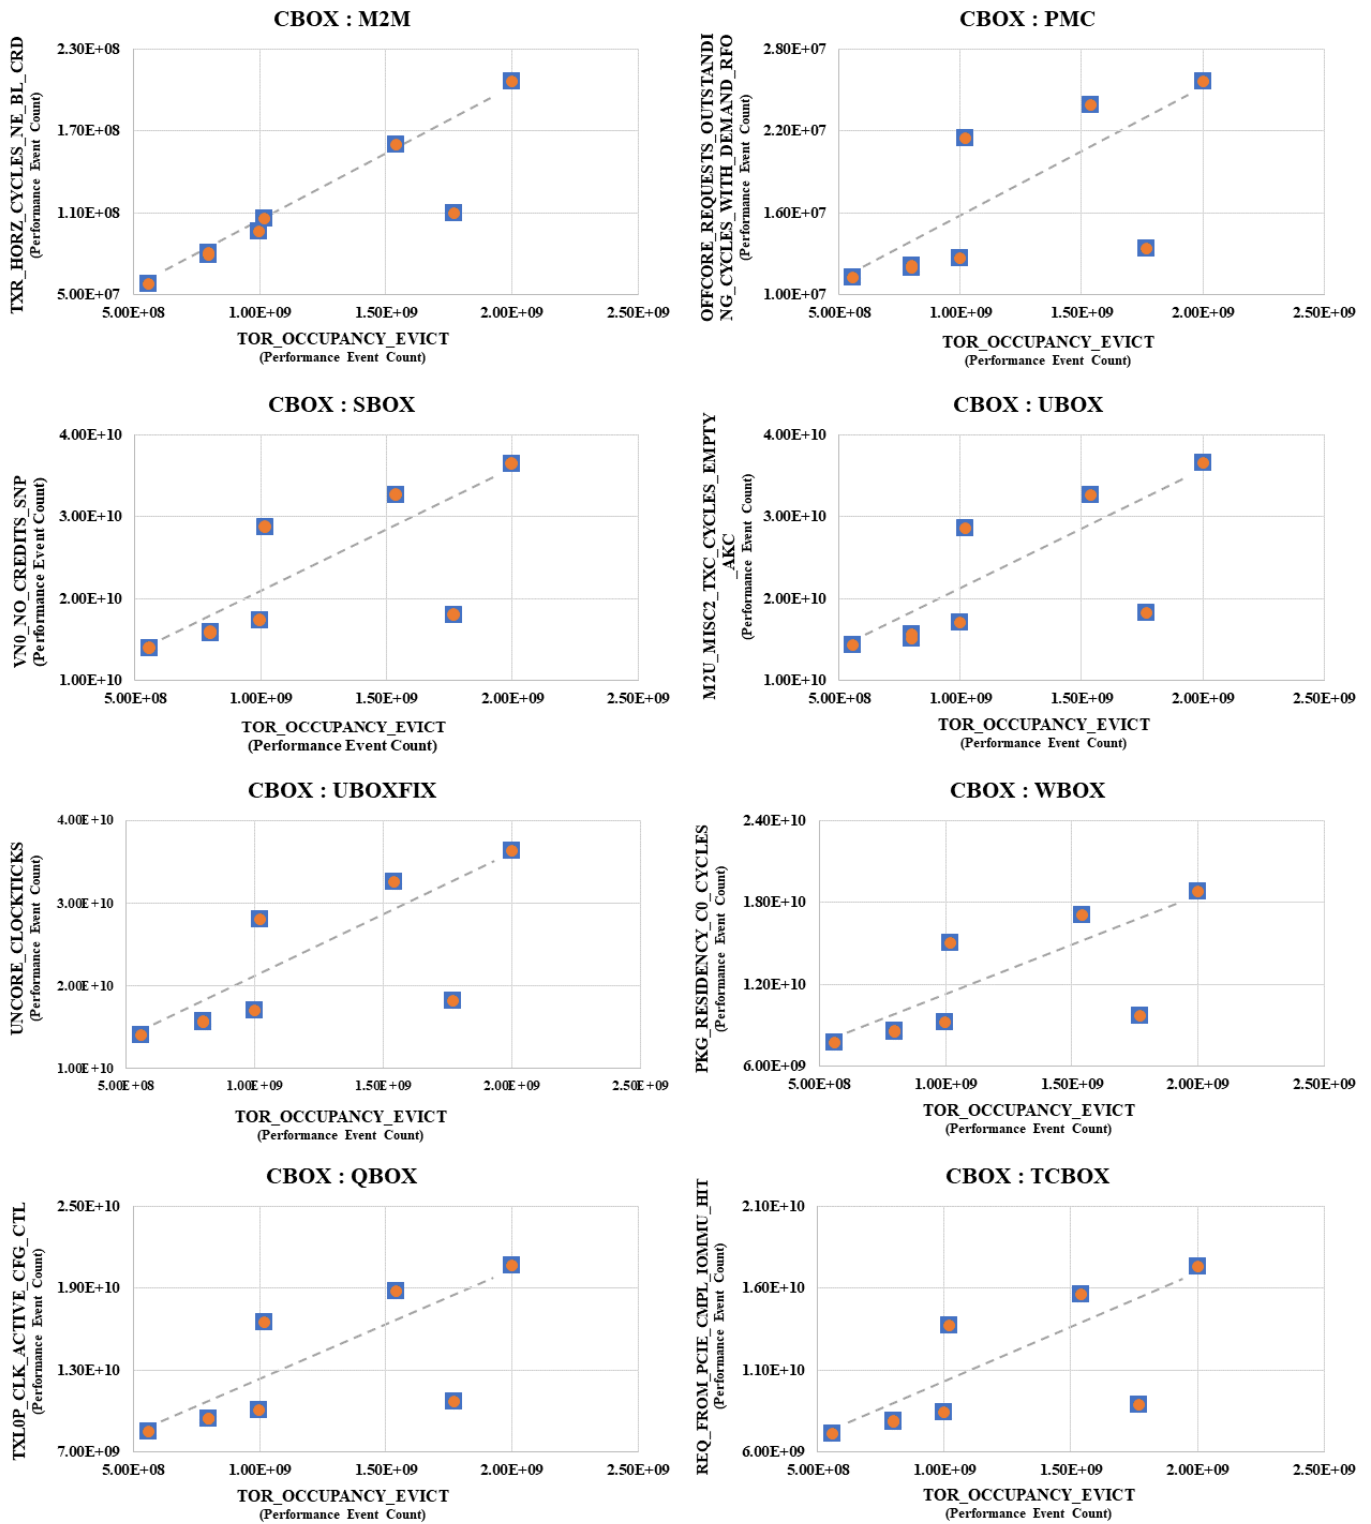 CBOX : M2M
TXR_HORZ_CYCLES_NE_BL_CRD
(Performance Event Count)
2.30E+08
1.70E+08
1.10E+08
5.00E+07
5.00E+08
1.00E+09
1.50E+09
2.00E+09
2.50E+09
TOR_OCCUPANCY_EVICT
(Performance Event Count)
CBOX : PMC
OFFCORE_REQUESTS_OUTSTANDI
NG_CYCLES_WITH_DEMAND_RFO
(Performance Event Count)
2.80E+07
2.20E+07
1.60E+07
1.00E+07
5.00E+08
1.00E+09
1.50E+09
2.00E+09
2.50E+09
TOR_OCCUPANCY_EVICT
(Performance Event Count)
CBOX : SBOX
VN0_NO_CREDITS_SNP
(Performance Event Count)
4.00E+10
3.00E+10
2.00E+10
1.00E+10
5.00E+08
1.00E+09
1.50E+09
2.00E+09
2.50E+09
TOR_OCCUPANCY_EVICT
(Performance Event Count)
CBOX : UBOX
M2U_MISC2_TXC_CYCLES_EMPTY
_AKC
(Performance Event Count)
4.00E+10
3.00E+10
2.00E+10
1.00E+10
5.00E+08
1.00E+09
1.50E+09
2.00E+09
2.50E+09
TOR_OCCUPANCY_EVICT
(Performance Event Count)
CBOX : UBOXFIX
UNCORE_CLOCKTICKS
(Performance Event Count)
4.00E+10
3.00E+10
2.00E+10
1.00E+10
5.00E+08
1.00E+09
1.50E+09
2.00E+09
2.50E+09
TOR_OCCUPANCY_EVICT
(Performance Event Count)
CBOX : WBOX
PKG_RESIDENCY_C0_CYCLES
(Performance Event Count)
2.40E+10
1.80E+10
1.20E+10
6.00E+09
5.00E+08
1.00E+09
1.50E+09
2.00E+09
2.50E+09
TOR_OCCUPANCY_EVICT
(Performance Event Count)
CBOX : QBOX
TXL0P_CLK_ACTIVE_CFG_CTL
(Performance Event Count)
2.50E+10
1.90E+10
1.30E+10
7.00E+09
5.00E+08
1.00E+09
1.50E+09
2.00E+09
2.50E+09
TOR_OCCUPANCY_EVICT
(Performance Event Count)
CBOX : TCBOX
REQ_FROM_PCIE_CMPL_IOMMU_HIT
(Performance Event Count)
2.10E+10
1.60E+10
1.10E+10
6.00E+09
5.00E+08
1.00E+09
1.50E+09
2.00E+09
2.50E+09
TOR_OCCUPANCY_EVICT
(Performance Event Count)